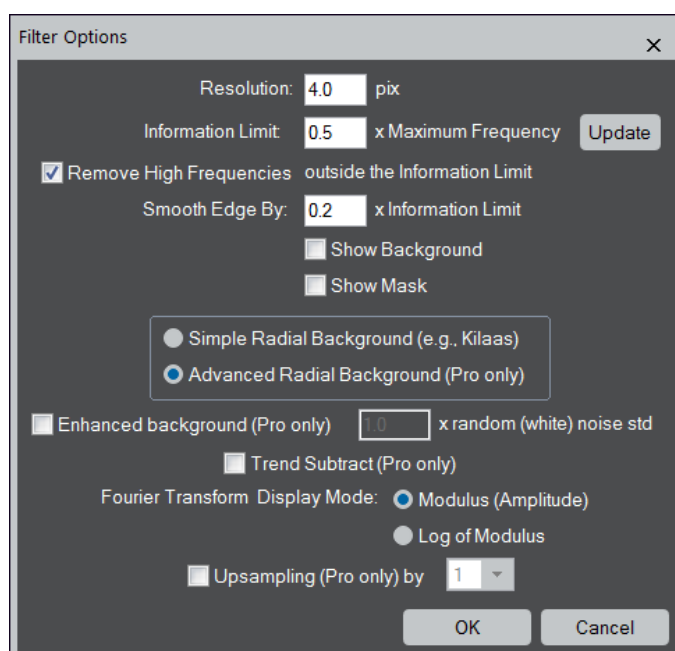 Filter Options
Resolution: 4.0 pix
Information Limit: 0.5 x Maximum Frequency Update
Remove High Frequencies outside the Information Limit
Smooth Edge By: 0.2 x Information Limit
Show Background
Show Mask
Simple Radial Background (e.g., Kilaas)
Advanced Radial Background (Pro only)
Enhanced background (Pro only) 1.0 x random (white) noise std
Trend Subtract (Pro only)
Fourier Transform Display Mode: Modulus (Amplitude)
Log of Modulus
Upsampling (Pro only) by 1
OK Cancel